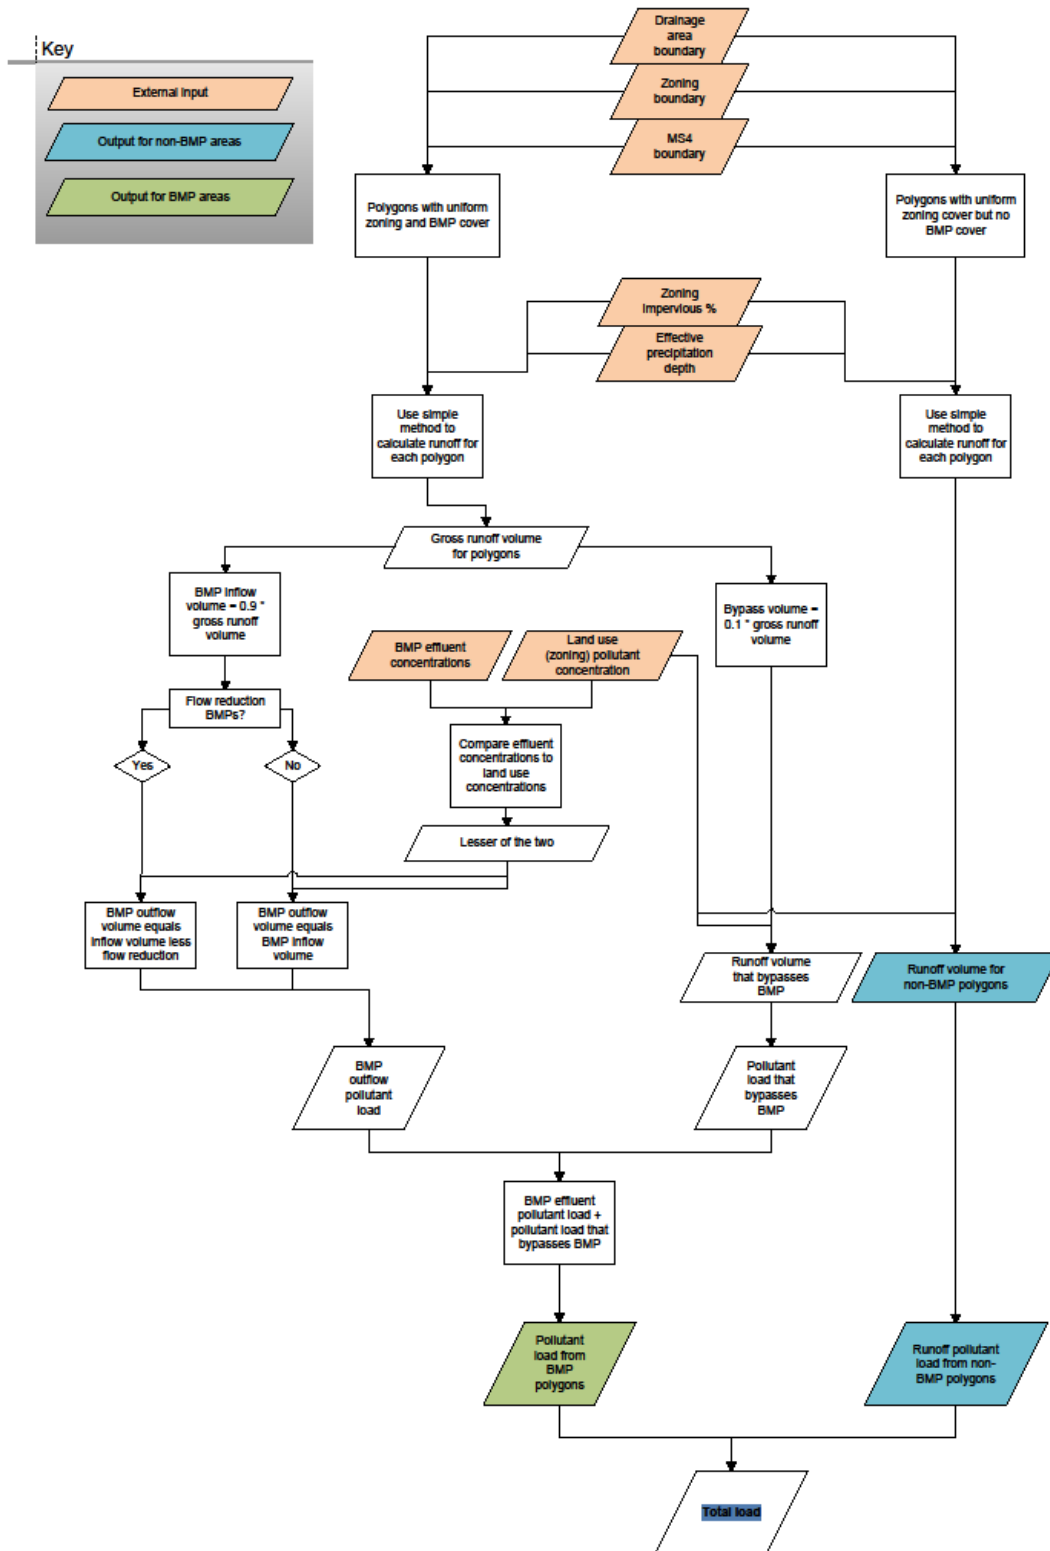 Key
External input
Output for non-BMP areas
Output for BMP areas
Drainage
area
boundary
Zoning
boundary
MS4
boundary
Polygons with uniform
zoning and BMP cover
Polygons with uniform
zoning cover but no
BMP cover
Zoning
impervious %
Effective
precipitation
depth
Use simple
method to
calculate runoff for
each polygon
Use simple
method to
calculate runoff for
each polygon
Gross runoff volume
for polygons
BMP inflow
volume = 0.9 *
gross runoff
volume
Bypass volume =
0.1 * gross runoff
volume
BMP effluent
concentrations
Land use
(zoning) pollutant
concentration
Flow reduction
BMPs?
Yes
No
Compare effluent
concentrations to
land use
concentrations
Lesser of the two
BMP outflow
volume equals
inflow volume less
flow reduction
BMP outflow
volume equals
BMP inflow
volume
Runoff volume
that bypasses
BMP
Runoff volume for
non-BMP polygons
BMP
outflow
pollutant
load
Pollutant
load that
bypasses
BMP
BMP effluent
pollutant load +
pollutant load that
bypasses BMP
Pollutant
load from
BMP
polygons
Runoff pollutant
load from non-
BMP polygons
Total load